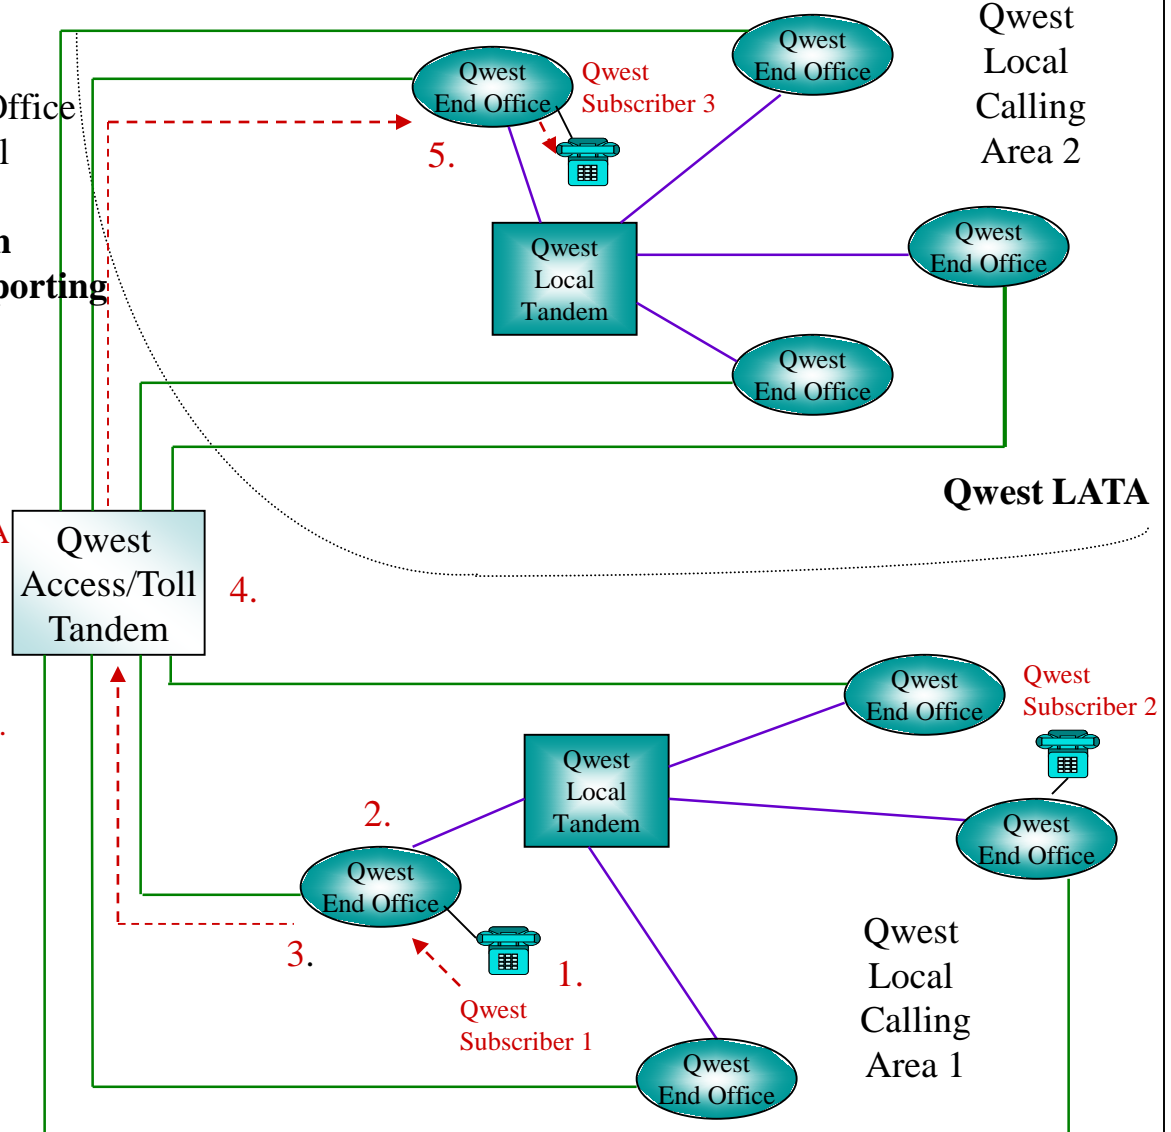 Qwest
Local
Calling
Area 2
Qwest
End Office
Qwest
End Office
Qwest
Subscriber 3
Office
5.
Qwest
End Office
Qwest
Local
Tandem
porting
Qwest
End Office
Qwest LATA
Qwest
Access/Toll
Tandem
4.
Qwest
End Office
Qwest
Subscriber 2
Qwest
Local
Tandem
2.
Qwest
End Office
Qwest
End Office
3.
1.
Qwest
Subscriber 1
Qwest
Local
Calling
Area 1
Qwest
End Office